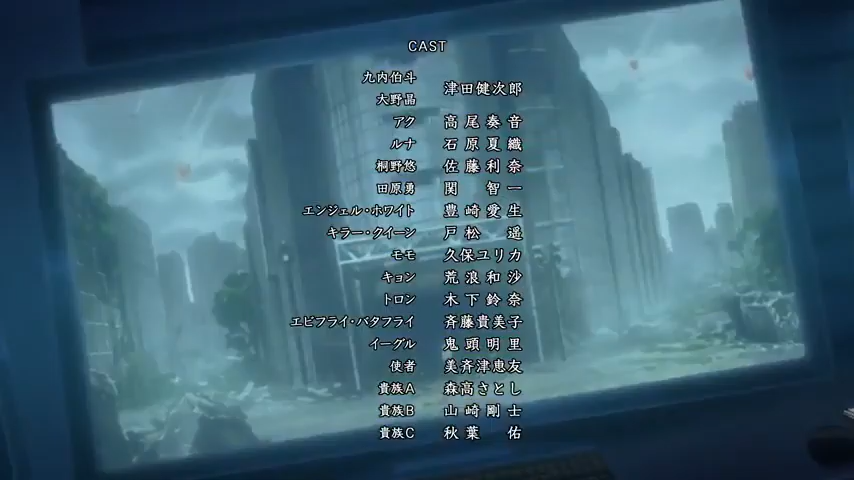 CAST
九内伯斗 津田健次郎
大野晶
アク 高尾奏音
ルナ 石原夏織
桐野悠 佐藤利奈
田原勇 関 智一
エンジェル・ホワイト 豊崎愛生
キラー・クイーン 戸松 遥
モモ 久保ユリカ
キョン 荒浪和沙
トロン 木下鈴奈
エビフライ・バタフライ 斉藤貴美子
イーグル 鬼頭明里
使者 美斉津恵友
貴族A 森高さとし
貴族B 山崎剛士
貴族C 秋葉 佑